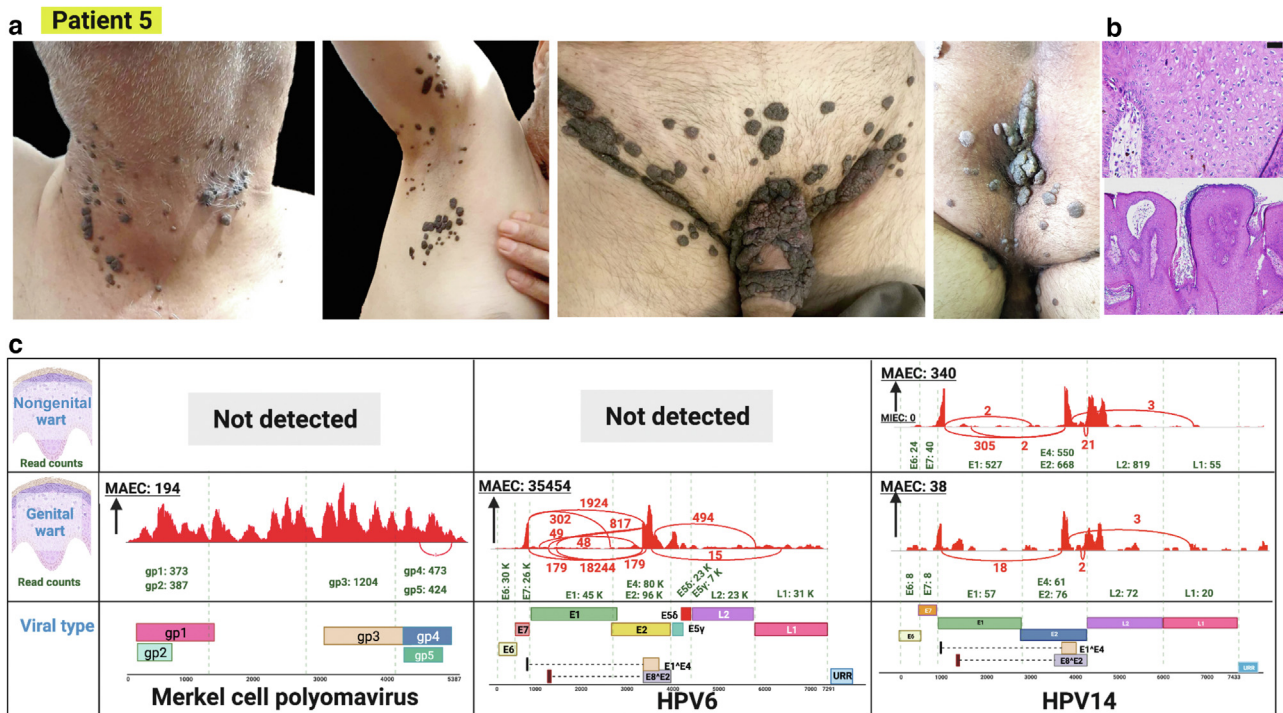 a Patient 5
b
c
Nongenital wart
Read counts
Not detected
Not detected
MAEC: 340
MIEC: 0
2
3
305
2
21
E6: 24
E7: 40
E1: 527
E4: 550
E2: 668
L2: 819
L1: 55
Genital wart
Read counts
MAEC: 194
gp1: 373
gp2: 387
gp3: 1204
gp4: 473
gp5: 424
MAEC: 35454
1924
302
817
494
49
48
15
179
18244
179
E6: 30 K
E7: 26 K
E1: 45 K
E4: 80 K
E2: 96 K
E5δ: 23 K
E5γ: 7 K
L2: 23 K
L1: 31 K
MAEC: 38
3
18
2
E6: 8
E7: 8
E1: 57
E4: 61
E2: 76
L2: 72
L1: 20
Viral type
gp1
gp2
gp3
gp4
gp5
0 1000 2000 3000 4000 5387
Merkel cell polyomavirus
E1
E5δ
L2
E7
E2
E5γ
L1
E6
E1^E4
E8^E2
URR
0 1000 2000 3000 4000 5000 6000 7000 7291
HPV6
E7
E1
L2
L1
E6
E2
E1^E4
E8^E2
URR
0 1000 2000 3000 4000 5000 6000 7000 7433
HPV14